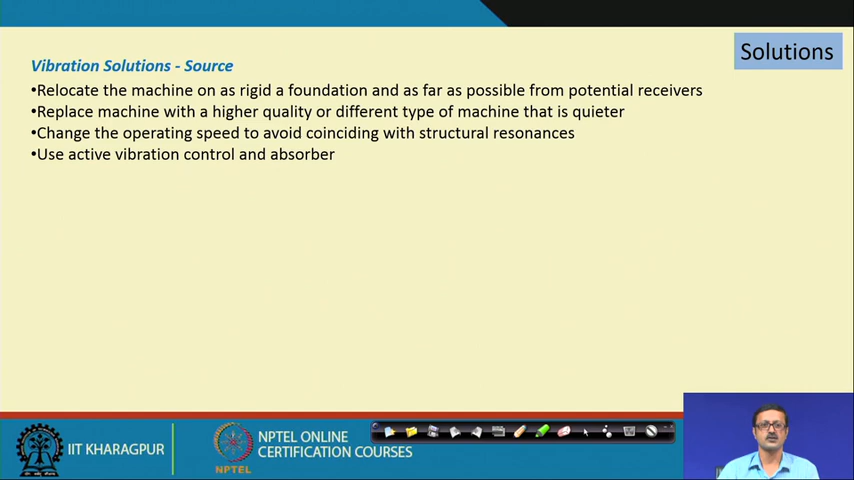 Solutions
Vibration Solutions - Source
•Relocate the machine on as rigid a foundation and as far as possible from potential receivers
•Replace machine with a higher quality or different type of machine that is quieter
•Change the operating speed to avoid coinciding with structural resonances
•Use active vibration control and absorber
IIT KHARAGPUR
NPTEL
NPTEL ONLINE
CERTIFICATION COURSES